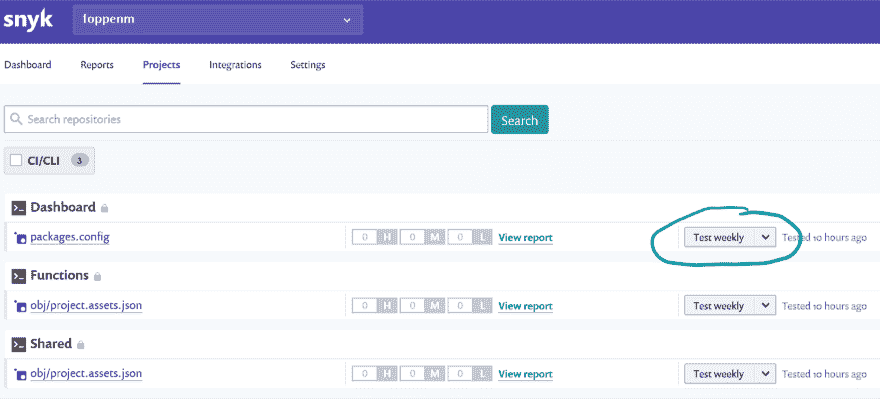 snyk foppenm
Dashboard Reports Projects Integrations Settings
Search repositories Search
CI/CLI 3
Dashboard
packages.config 0 H 0 M 0 L View report Test weekly Tested 10 hours ago
Functions
obj/project.assets.json 0 H 0 M 0 L View report Test weekly Tested 10 hours ago
Shared
obj/project.assets.json 0 H 0 M 0 L View report Test weekly Tested 10 hours ago